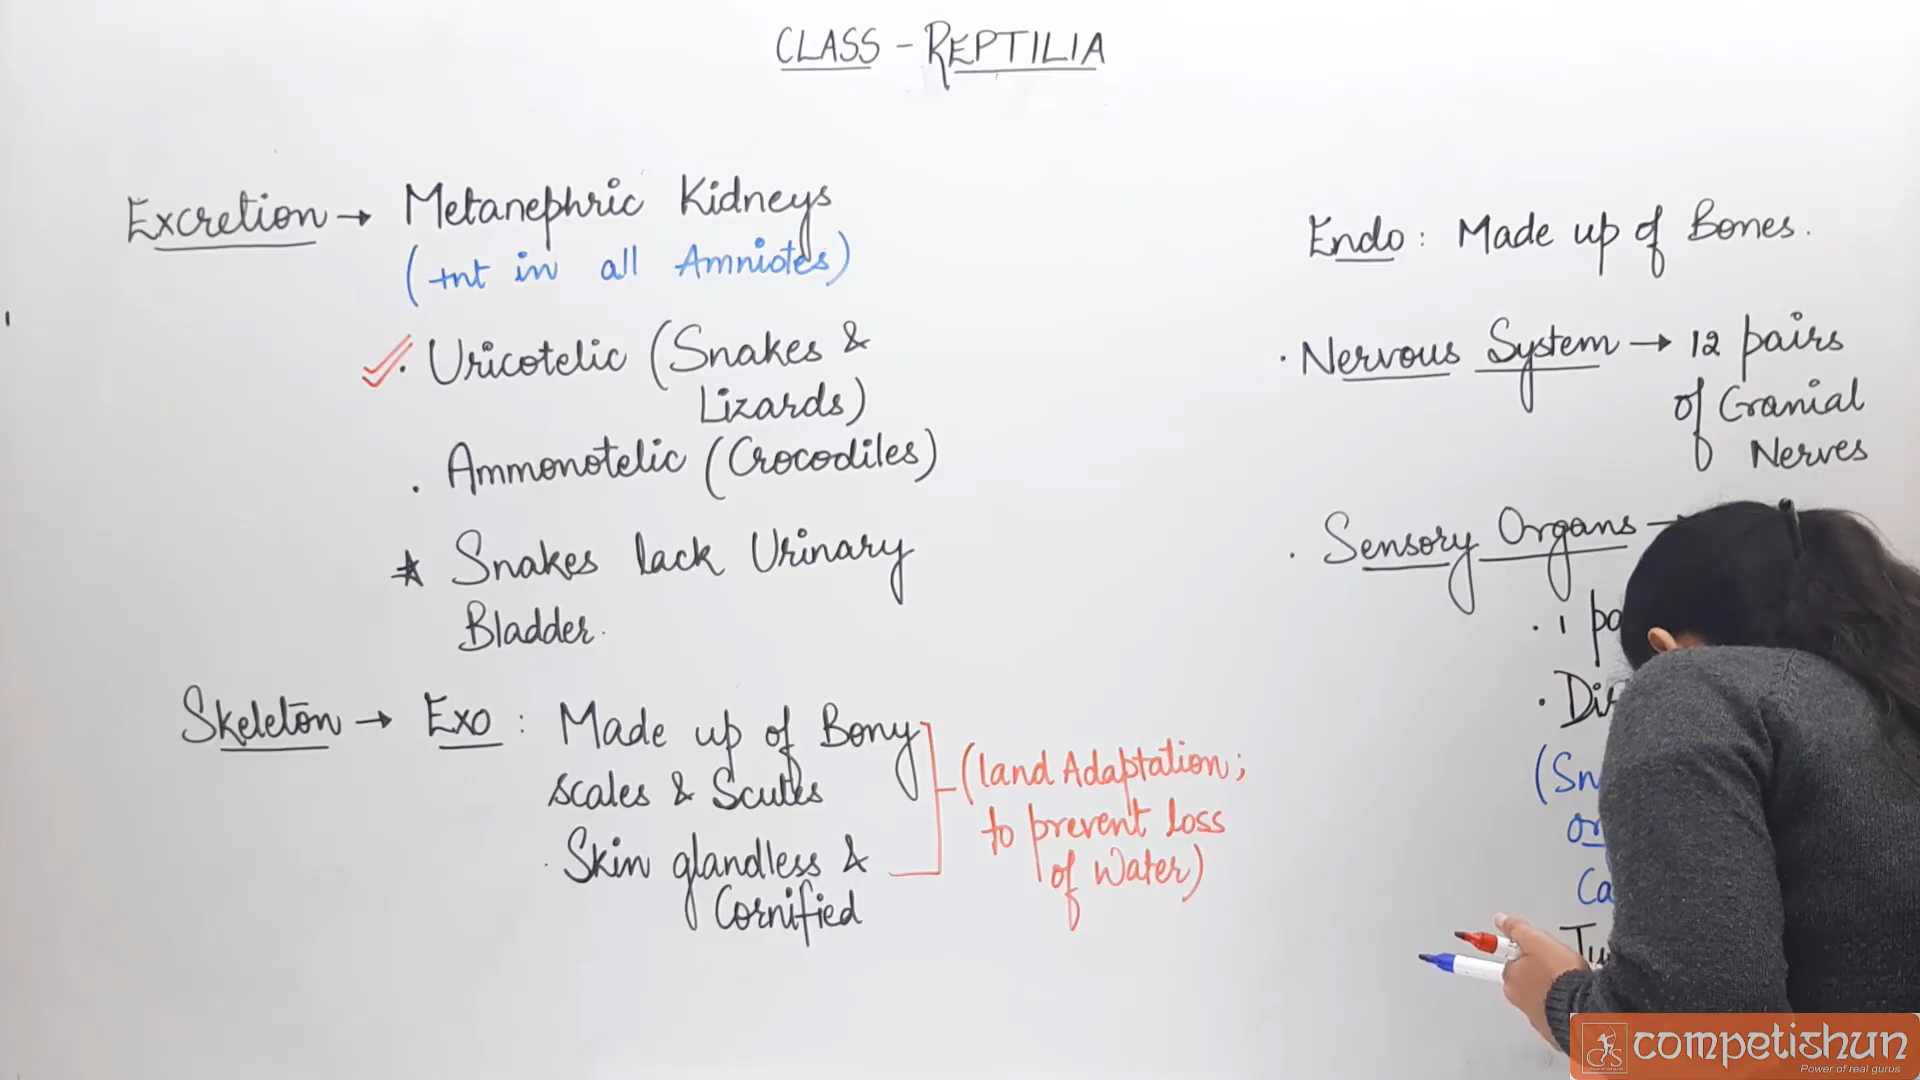 CLASS - REPTILIA
Excretion → Metanephric Kidneys
(+nt in all Amniotes)
· Uricotelic (Snakes &
Lizards)
· Ammonotelic (Crocodiles)
* Snakes lack Urinary
Bladder.
Skeleton → Exo : Made up of Bony
scales & Scutes
· Skin glandless &
Cornified
(land Adaptation;
to prevent loss
of Water)
Endo : Made up of Bones.
· Nervous System → 12 pairs
of Cranial
Nerves
· Sensory Organs →
· 1
competishun
Power of real gurus